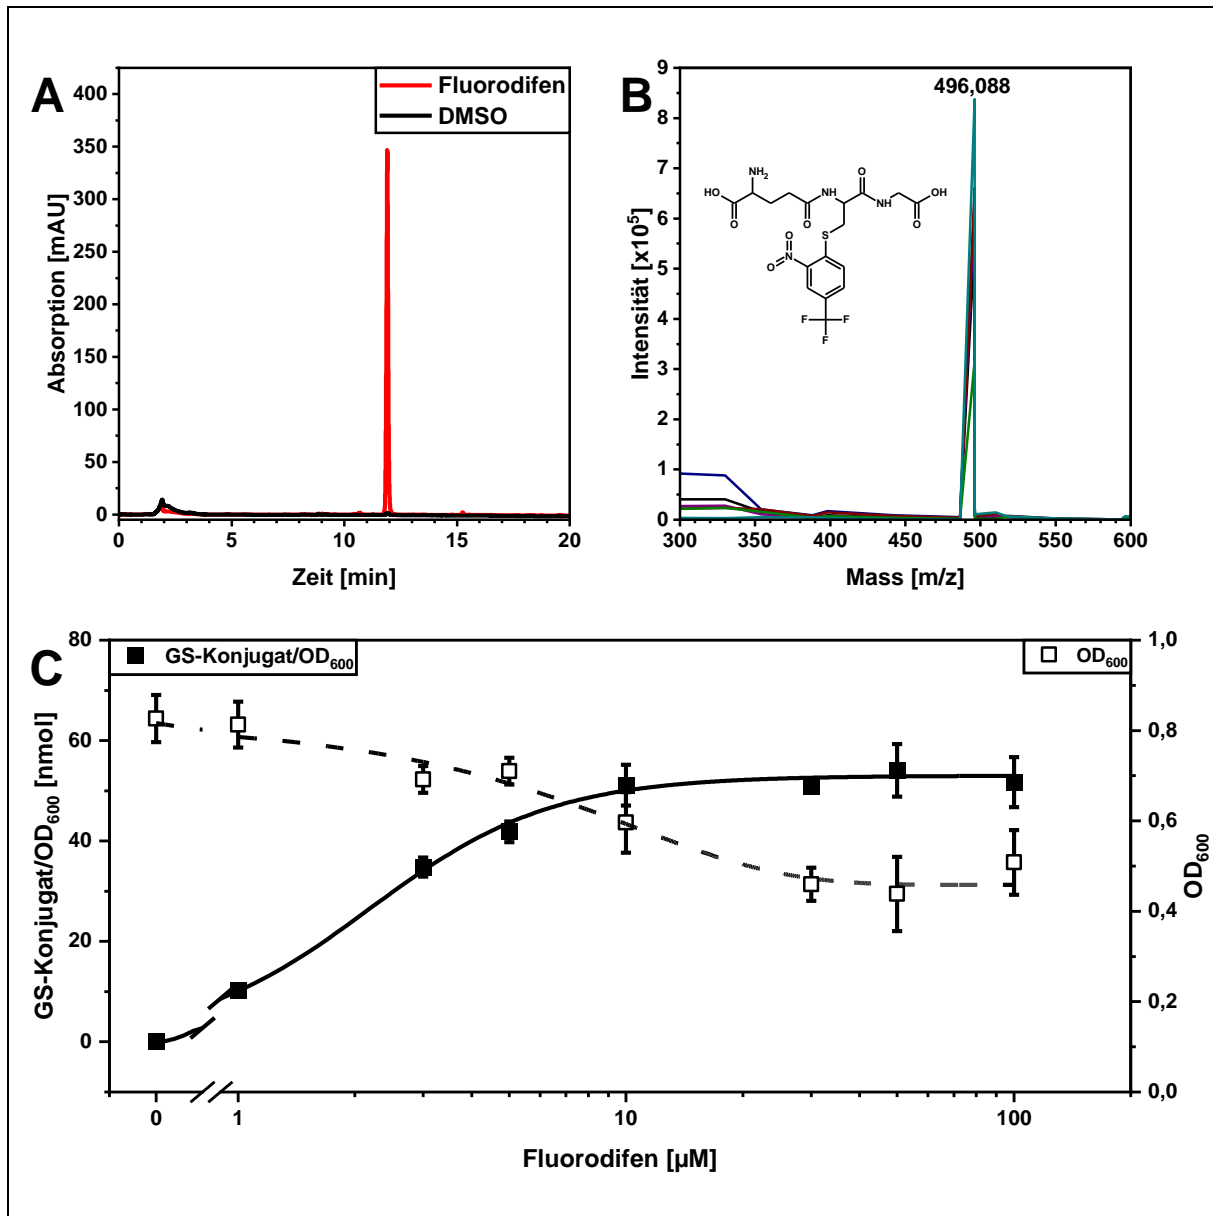 A
Fluorodifen
DMSO
Absorption [mAU]
400
350
300
250
200
150
100
50
0
0 5 10 15 20
Zeit [min]
B
496,088
Intensität [x10⁵]
9
8
7
6
5
4
3
2
1
0
NH₂
HO
O
O
NH
O
NH
O
OH
S
O
N
O
F
F
F
300 350 400 450 500 550 600
Mass [m/z]
C
GS-Konjugat/OD₆₀₀
OD₆₀₀
GS-Konjugat/OD₆₀₀ [nmol]
80
60
40
20
0
1,0
0,8
0,6
0,4
0,2
0,0
OD₆₀₀
0 1 10 100
Fluorodifen [µM]